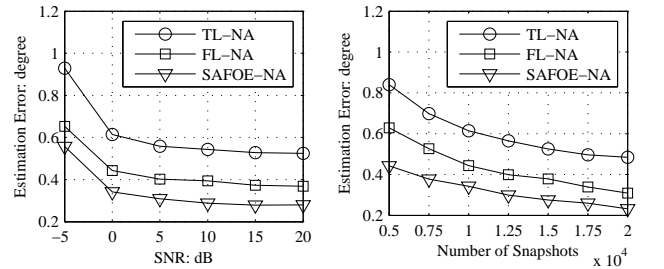 Estimation Error: degree
1.2
1
0.8
0.6
0.4
0.2
TL−NA
FL−NA
SAFOE−NA
−5 0 5 10 15 20
SNR: dB
Estimation Error: degree
1.2
1
0.8
0.6
0.4
0.2
TL−NA
FL−NA
SAFOE−NA
0.5 0.75 1 1.25 1.5 1.75 2
Number of Snapshots
x 10^4